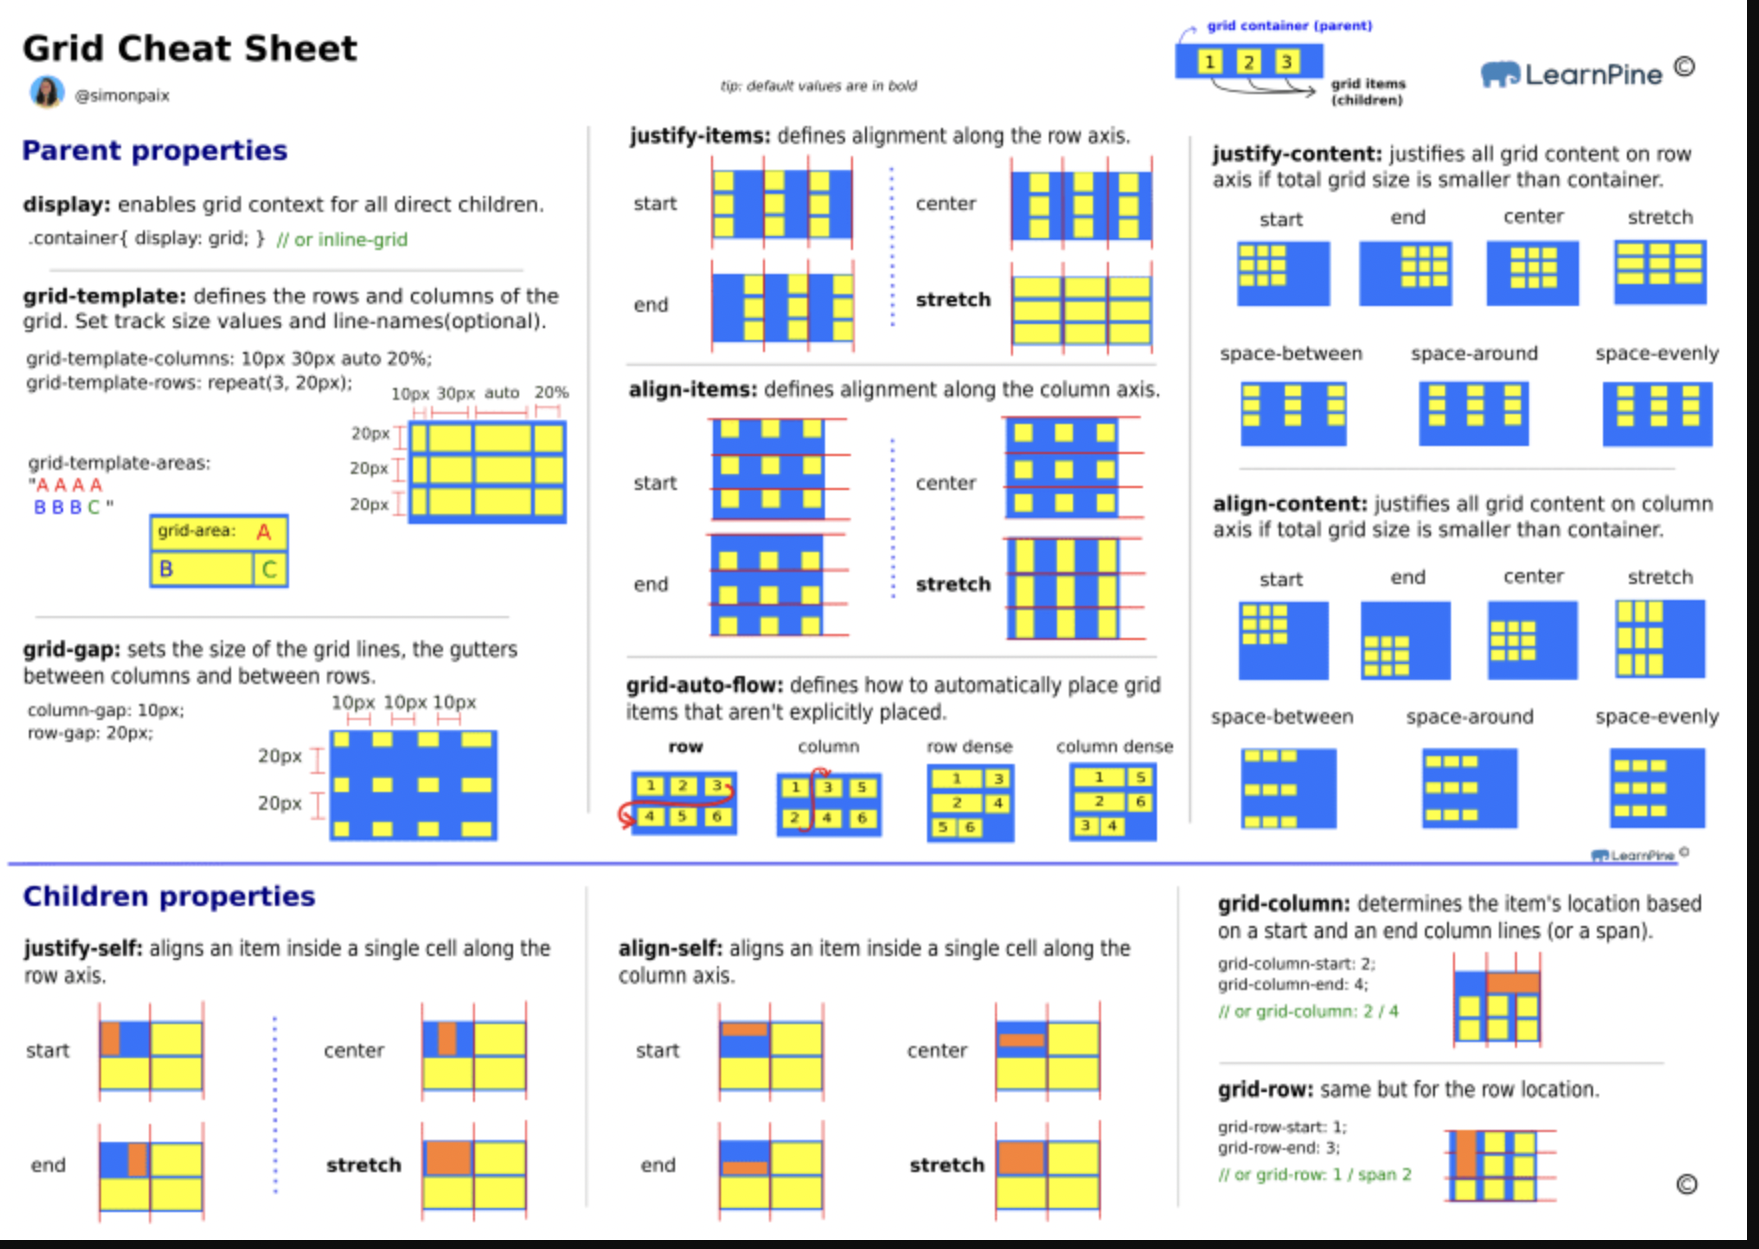 Grid Cheat Sheet
@simonpaix
tip: default values are in bold
grid container (parent)
1 2 3
grid items
(children)
LearnPine ©
Parent properties
display: enables grid context for all direct children.
.container{ display: grid; } // or inline-grid
grid-template: defines the rows and columns of the
grid. Set track size values and line-names(optional).
grid-template-columns: 10px 30px auto 20%;
grid-template-rows: repeat(3, 20px);
10px 30px auto 20%
20px
20px
20px
grid-template-areas:
"A A A A
B B B C "
grid-area: A
B C
grid-gap: sets the size of the grid lines, the gutters
between columns and between rows.
column-gap: 10px;
row-gap: 20px;
10px 10px 10px
20px
20px
justify-items: defines alignment along the row axis.
start center
end stretch
align-items: defines alignment along the column axis.
start center
end stretch
grid-auto-flow: defines how to automatically place grid
items that aren't explicitly placed.
row column row dense column dense
1 2 3
4 5 6
1 3 5
2 4 6
1 3
2 4
5 6
1 5
2 6
3 4
justify-content: justifies all grid content on row
axis if total grid size is smaller than container.
start end center stretch
space-between space-around space-evenly
align-content: justifies all grid content on column
axis if total grid size is smaller than container.
start end center stretch
space-between space-around space-evenly
LearnPine ©
Children properties
justify-self: aligns an item inside a single cell along the
row axis.
start center
end stretch
align-self: aligns an item inside a single cell along the
column axis.
start center
end stretch
grid-column: determines the item's location based
on a start and an end column lines (or a span).
grid-column-start: 2;
grid-column-end: 4;
// or grid-column: 2 / 4
grid-row: same but for the row location.
grid-row-start: 1;
grid-row-end: 3;
// or grid-row: 1 / span 2
©